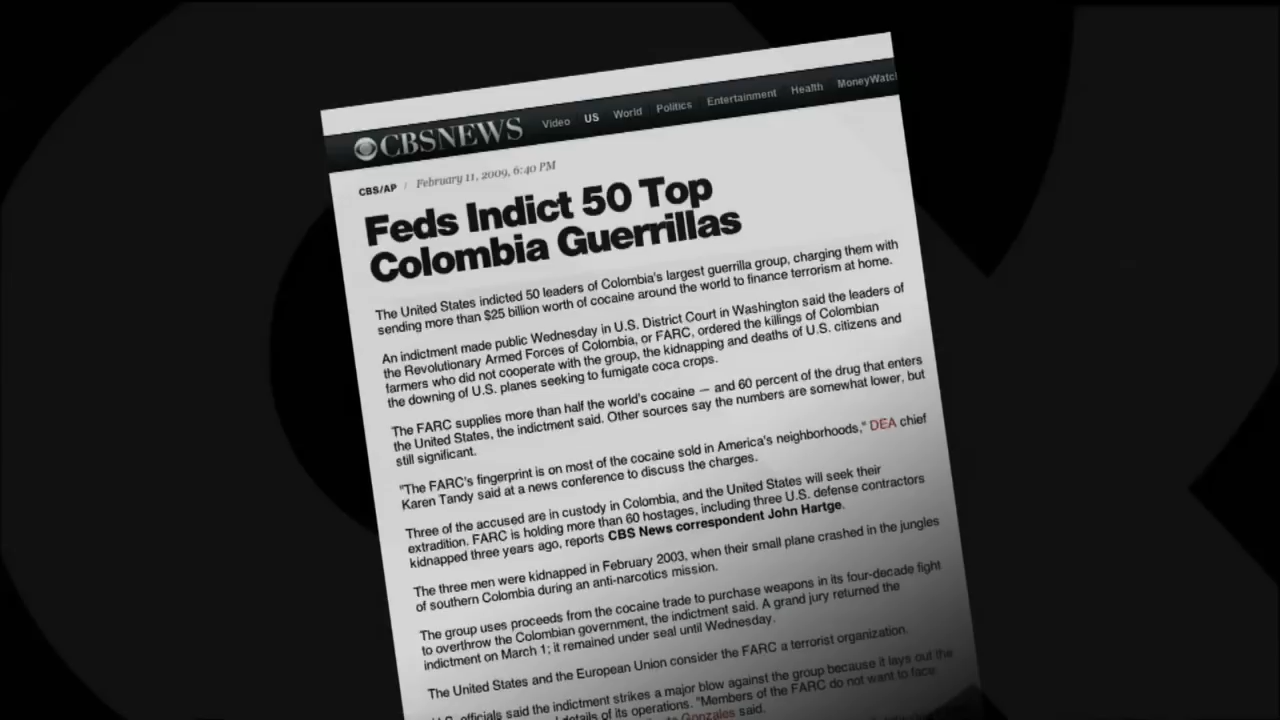 CBSNEWS Video US World Politics Entertainment Health MoneyWatch
CBS/AP / February 11, 2009, 6:40 PM
Feds Indict 50 Top
Colombia Guerrillas
The United States indicted 50 leaders of Colombia's largest guerrilla group, charging them with
sending more than $25 billion worth of cocaine around the world to finance terrorism at home.
An indictment made public Wednesday in U.S. District Court in Washington said the leaders of
the Revolutionary Armed Forces of Colombia, or FARC, ordered the killings of Colombian
farmers who did not cooperate with the group, the kidnapping and deaths of U.S. citizens and
the downing of U.S. planes seeking to fumigate coca crops.
The FARC supplies more than half the world's cocaine — and 60 percent of the drug that enters
the United States, the indictment said. Other sources say the numbers are somewhat lower, but
still significant.
"The FARC's fingerprint is on most of the cocaine sold in America's neighborhoods," DEA chief
Karen Tandy said at a news conference to discuss the charges.
Three of the accused are in custody in Colombia, and the United States will seek their
extradition. FARC is holding more than 60 hostages, including three U.S. defense contractors
kidnapped three years ago, reports CBS News correspondent John Hartge.
The three men were kidnapped in February 2003, when their small plane crashed in the jungles
of southern Colombia during an anti-narcotics mission.
The group uses proceeds from the cocaine trade to purchase weapons in its four-decade fight
to overthrow the Colombian government, the indictment said. A grand jury returned the
indictment on March 1; it remained under seal until Wednesday.
The United States and the European Union consider the FARC a terrorist organization.
officials said the indictment strikes a major blow against the group because it lays out the
details of its operations. "Members of the FARC do not want to face
Gonzales said.